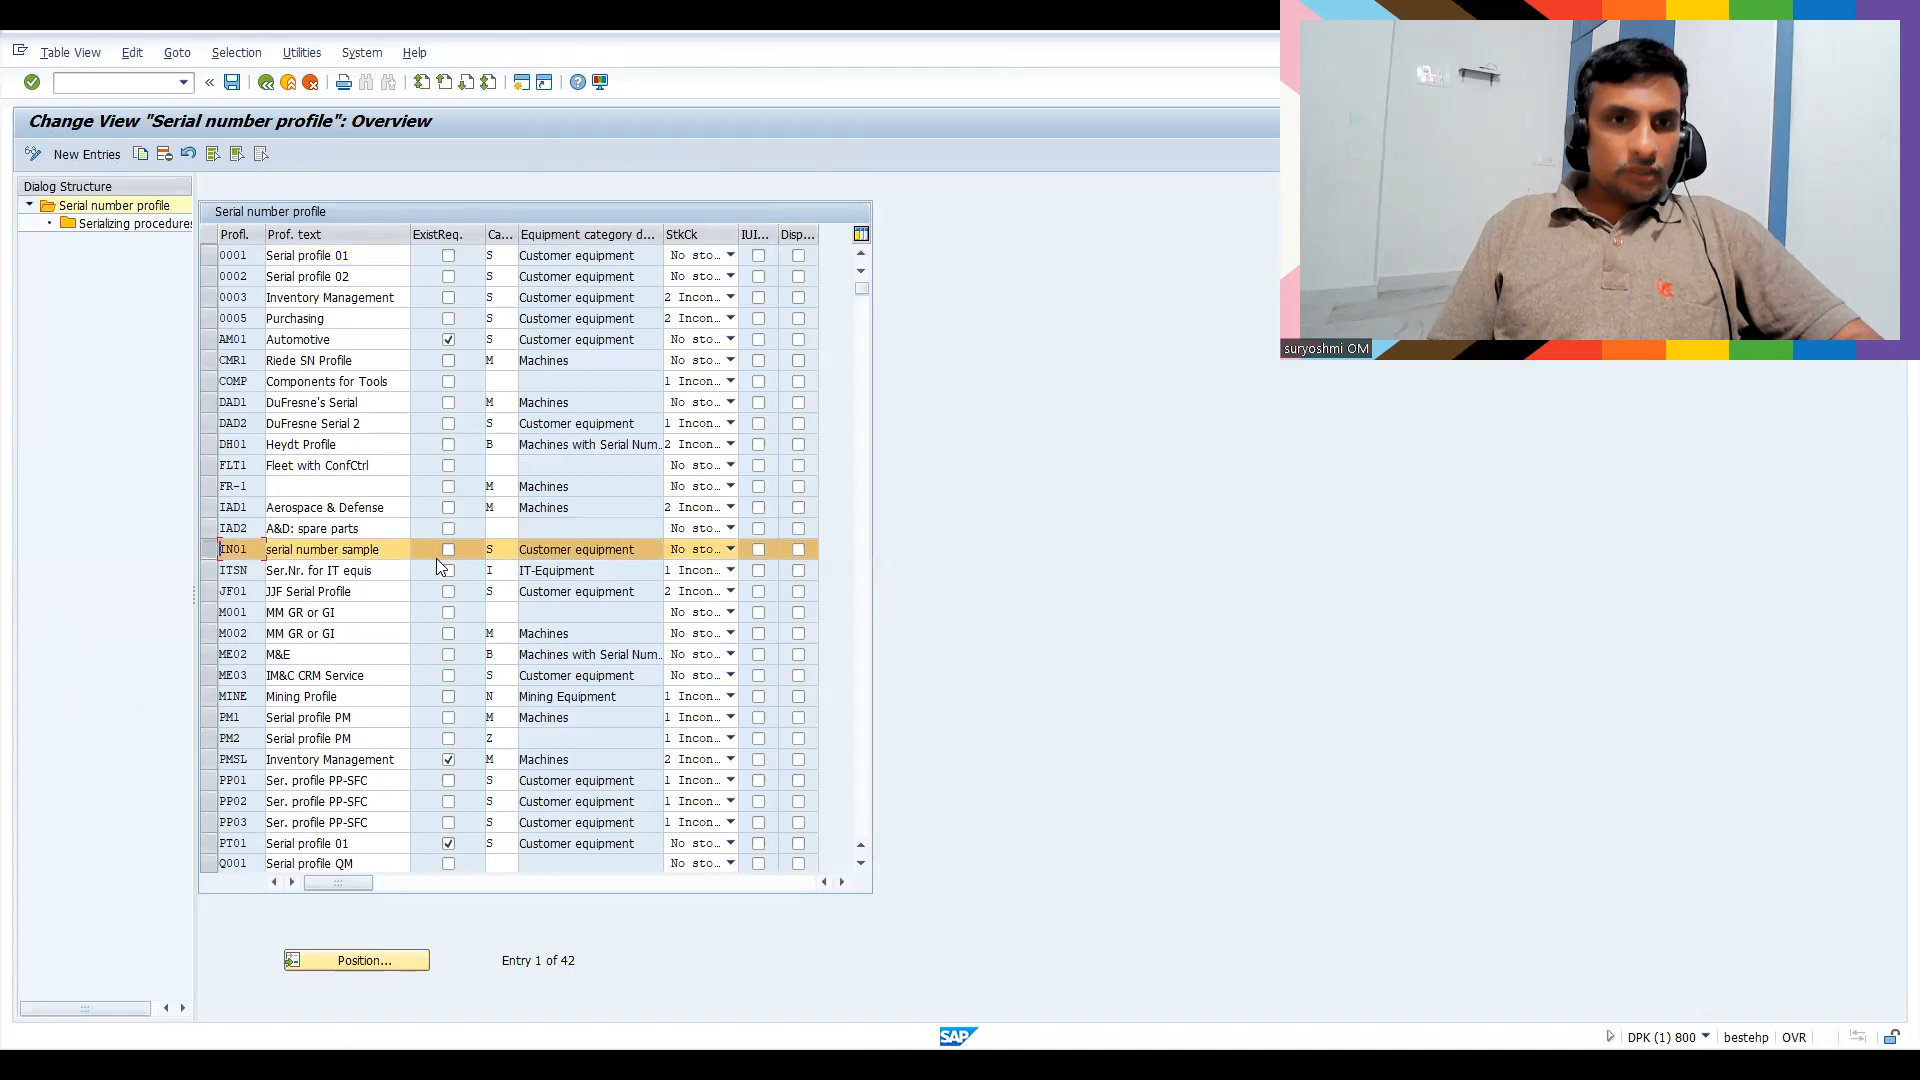 Table View Edit Goto Selection Utilities System Help
«
Change View "Serial number profile": Overview
New Entries
Dialog Structure
Serial number profile
Serializing procedures
Serial number profile
Profl. Prof. text ExistReq. Ca... Equipment category d... StkCk IUI... Disp...
0001 Serial profile 01 S Customer equipment No sto...
0002 Serial profile 02 S Customer equipment No sto...
0003 Inventory Management S Customer equipment 2 Incon...
0005 Purchasing S Customer equipment 2 Incon...
AM01 Automotive S Customer equipment No sto...
CMR1 Riede SN Profile M Machines No sto...
COMP Components for Tools 1 Incon...
DAD1 DuFresne's Serial M Machines No sto...
DAD2 DuFresne Serial 2 S Customer equipment 1 Incon...
DH01 Heydt Profile B Machines with Serial Num... 2 Incon...
FLT1 Fleet with ConfCtrl No sto...
FR-1 M Machines No sto...
IAD1 Aerospace & Defense M Machines 2 Incon...
IAD2 A&D: spare parts No sto...
IN01 serial number sample S Customer equipment No sto...
ITSN Ser.Nr. for IT equis I IT-Equipment 1 Incon...
JF01 JJF Serial Profile S Customer equipment 2 Incon...
M001 MM GR or GI No sto...
M002 MM GR or GI M Machines No sto...
ME02 M&E B Machines with Serial Num... No sto...
ME03 IM&C CRM Service S Customer equipment No sto...
MINE Mining Profile N Mining Equipment 1 Incon...
PM1 Serial profile PM M Machines 1 Incon...
PM2 Serial profile PM Z 1 Incon...
PMSL Inventory Management M Machines 2 Incon...
PP01 Ser. profile PP-SFC S Customer equipment 1 Incon...
PP02 Ser. profile PP-SFC S Customer equipment 1 Incon...
PP03 Ser. profile PP-SFC S Customer equipment 1 Incon...
PT01 Serial profile 01 S Customer equipment No sto...
Q001 Serial profile QM No sto...
Position... Entry 1 of 42
SAP
DPK (1) 800 bestehp OVR
suryoshmi OM